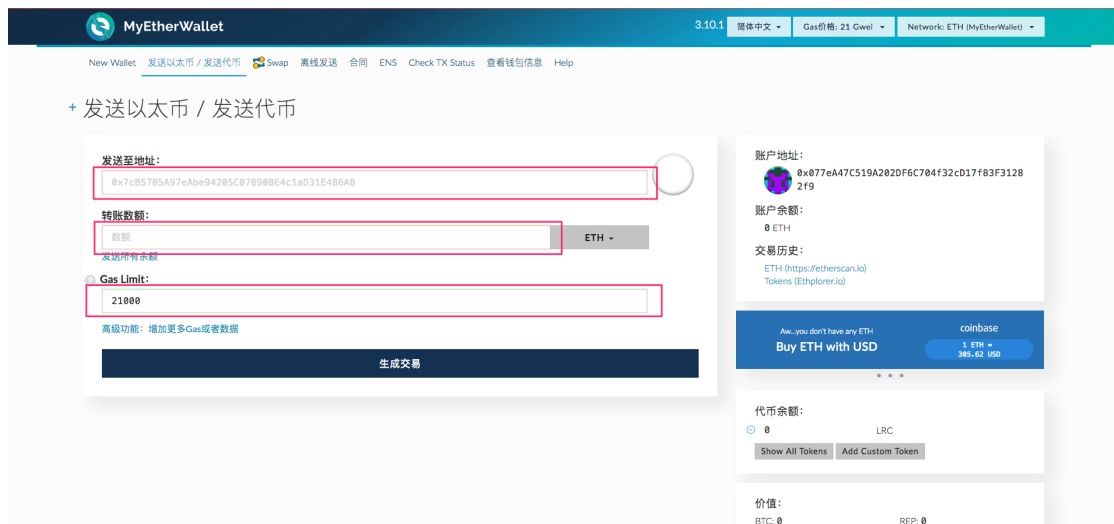 MyEtherWallet
3.10.1 简体中文 Gas价格: 21 Gwei Network: ETH (MyEtherWallet)
New Wallet 发送以太币 / 发送代币 Swap 离线发送 合同 ENS Check TX Status 查看钱包信息 Help
+ 发送以太币 / 发送代币
发送至地址：
0x7cB57B5A97eAbe94205C07890BE4c1aD31E486A8
转账数额：
数额 ETH
发送所有余额
Gas Limit：
21000
高级功能：增加更多Gas或者数据
生成交易
账户地址：
0x077eA47C519A202DF6C704f32cD17f83F3128
2f9
账户余额：
0 ETH
交易历史：
ETH (https://etherscan.io)
Tokens (Ethplorer.io)
Aw...you don't have any ETH
Buy ETH with USD
coinbase
1 ETH ≈
305.62 USD
代币余额：
0 LRC
Show All Tokens Add Custom Token
价值：
BTC: 0 REP: 0